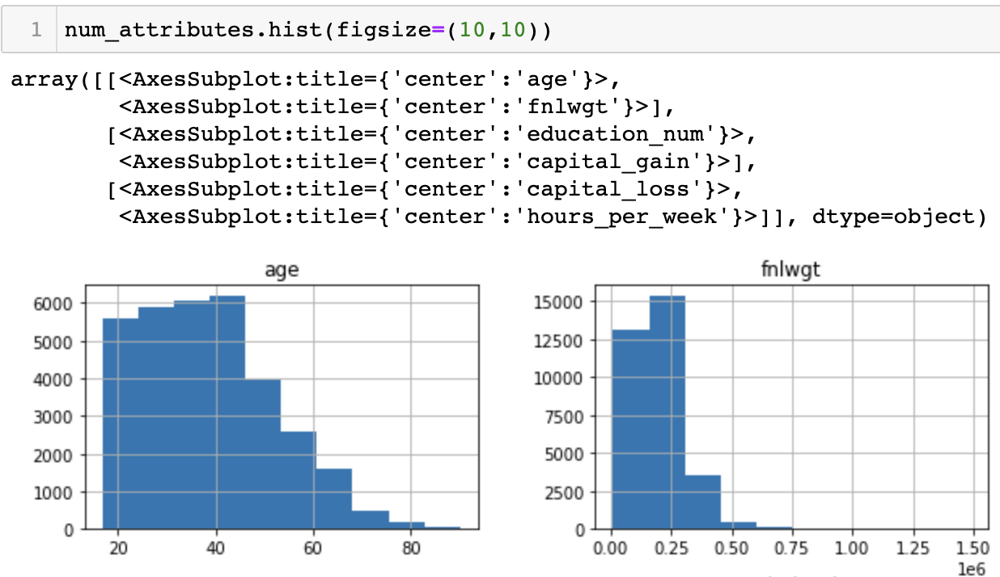 1 num_attributes.hist(figsize=(10,10))
array([[<AxesSubplot:title={'center':'age'}>,
<AxesSubplot:title={'center':'fnlwgt'}>],
[<AxesSubplot:title={'center':'education_num'}>,
<AxesSubplot:title={'center':'capital_gain'}>],
[<AxesSubplot:title={'center':'capital_loss'}>,
<AxesSubplot:title={'center':'hours_per_week'}>]], dtype=object)
age
6000
5000
4000
3000
2000
1000
0
20 40 60 80
fnlwgt
15000
12500
10000
7500
5000
2500
0
0.00 0.25 0.50 0.75 1.00 1.25 1.50
1e6